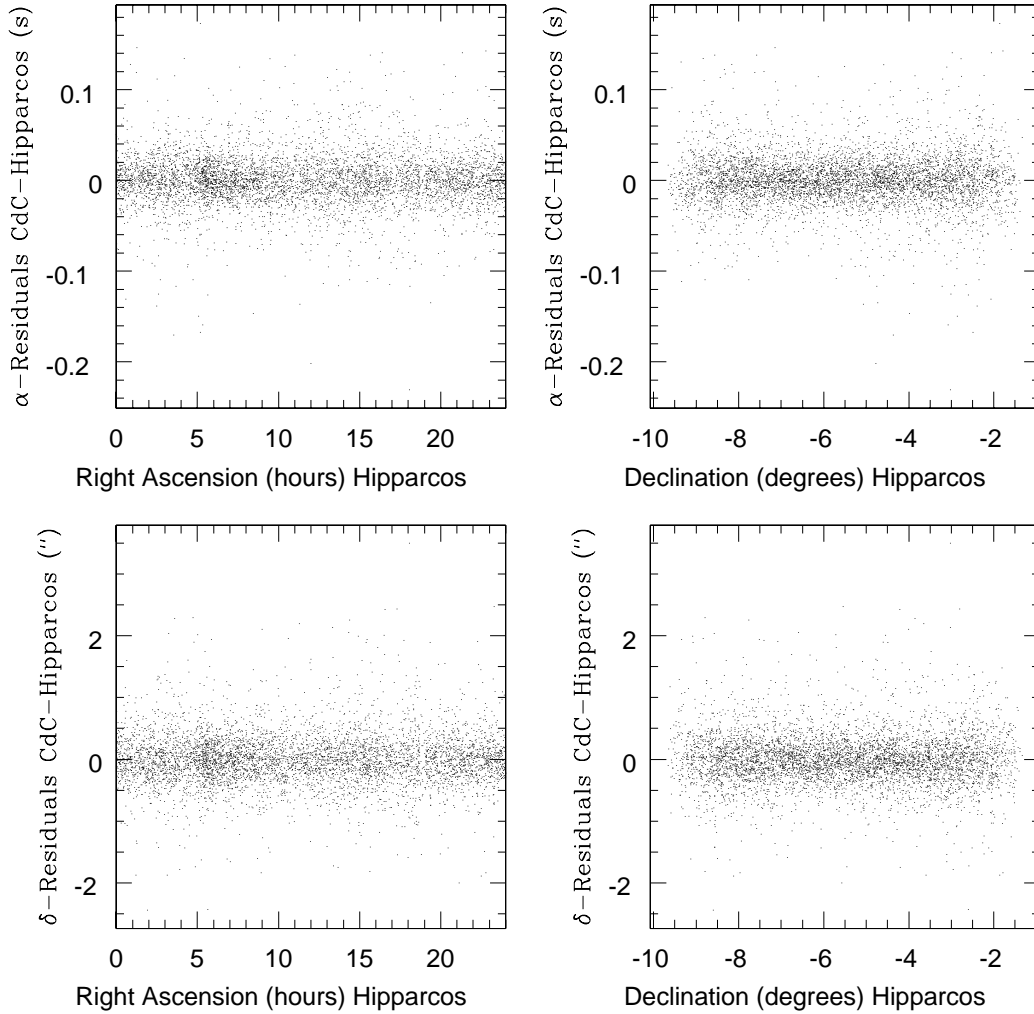 α−Residuals CdC−Hipparcos (s)
0.1
0
-0.1
-0.2
0 5 10 15 20
Right Ascension (hours) Hipparcos
α−Residuals CdC−Hipparcos (s)
0.1
0
-0.1
-0.2
-10 -8 -6 -4 -2
Declination (degrees) Hipparcos
δ−Residuals CdC−Hipparcos (″)
2
0
-2
0 5 10 15 20
Right Ascension (hours) Hipparcos
δ−Residuals CdC−Hipparcos (″)
2
0
-2
-10 -8 -6 -4 -2
Declination (degrees) Hipparcos